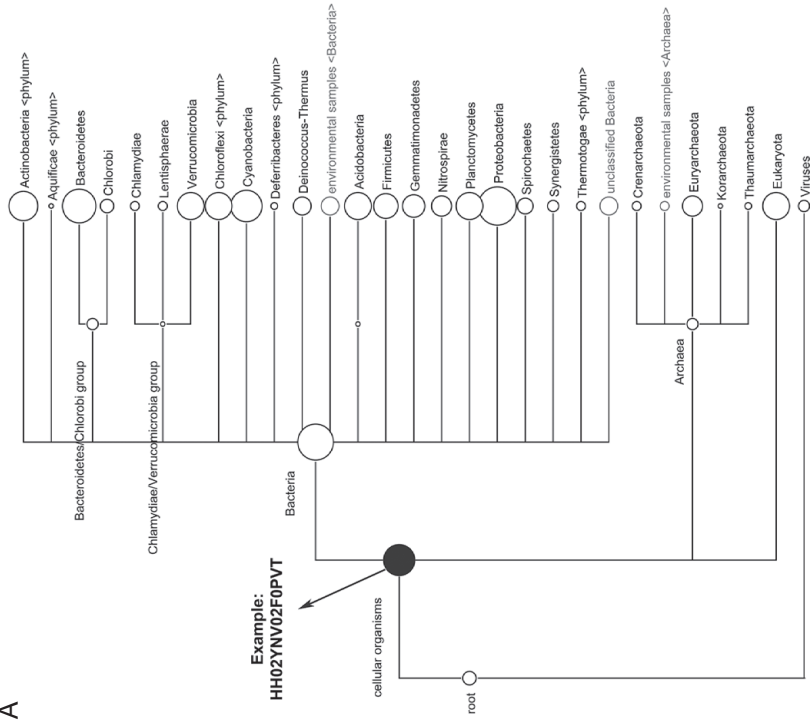 A
Actinobacteria <phylum>
Aquificae <phylum>
Bacteroidetes
Chlorobi
Chlamydiae
Lentisphaerae
Verrucomicrobia
Chloroflexi <phylum>
Cyanobacteria
Deferribacteres <phylum>
Deinococcus-Thermus
environmental samples <Bacteria>
Acidobacteria
Firmicutes
Gemmatimonadetes
Nitrospirae
Planctomycetes
Proteobacteria
Spirochaetes
Synergistetes
Thermotogae <phylum>
unclassified Bacteria
Crenarchaeota
environmental samples <Archaea>
Euryarchaeota
Korarchaeota
Thaumarchaeota
Eukaryota
Viruses
Bacteroidetes/Chlorobi group
Chlamydiae/Verrucomicrobia group
Archaea
Bacteria
Example:
HH02YNV02F0PVT
cellular organisms
root